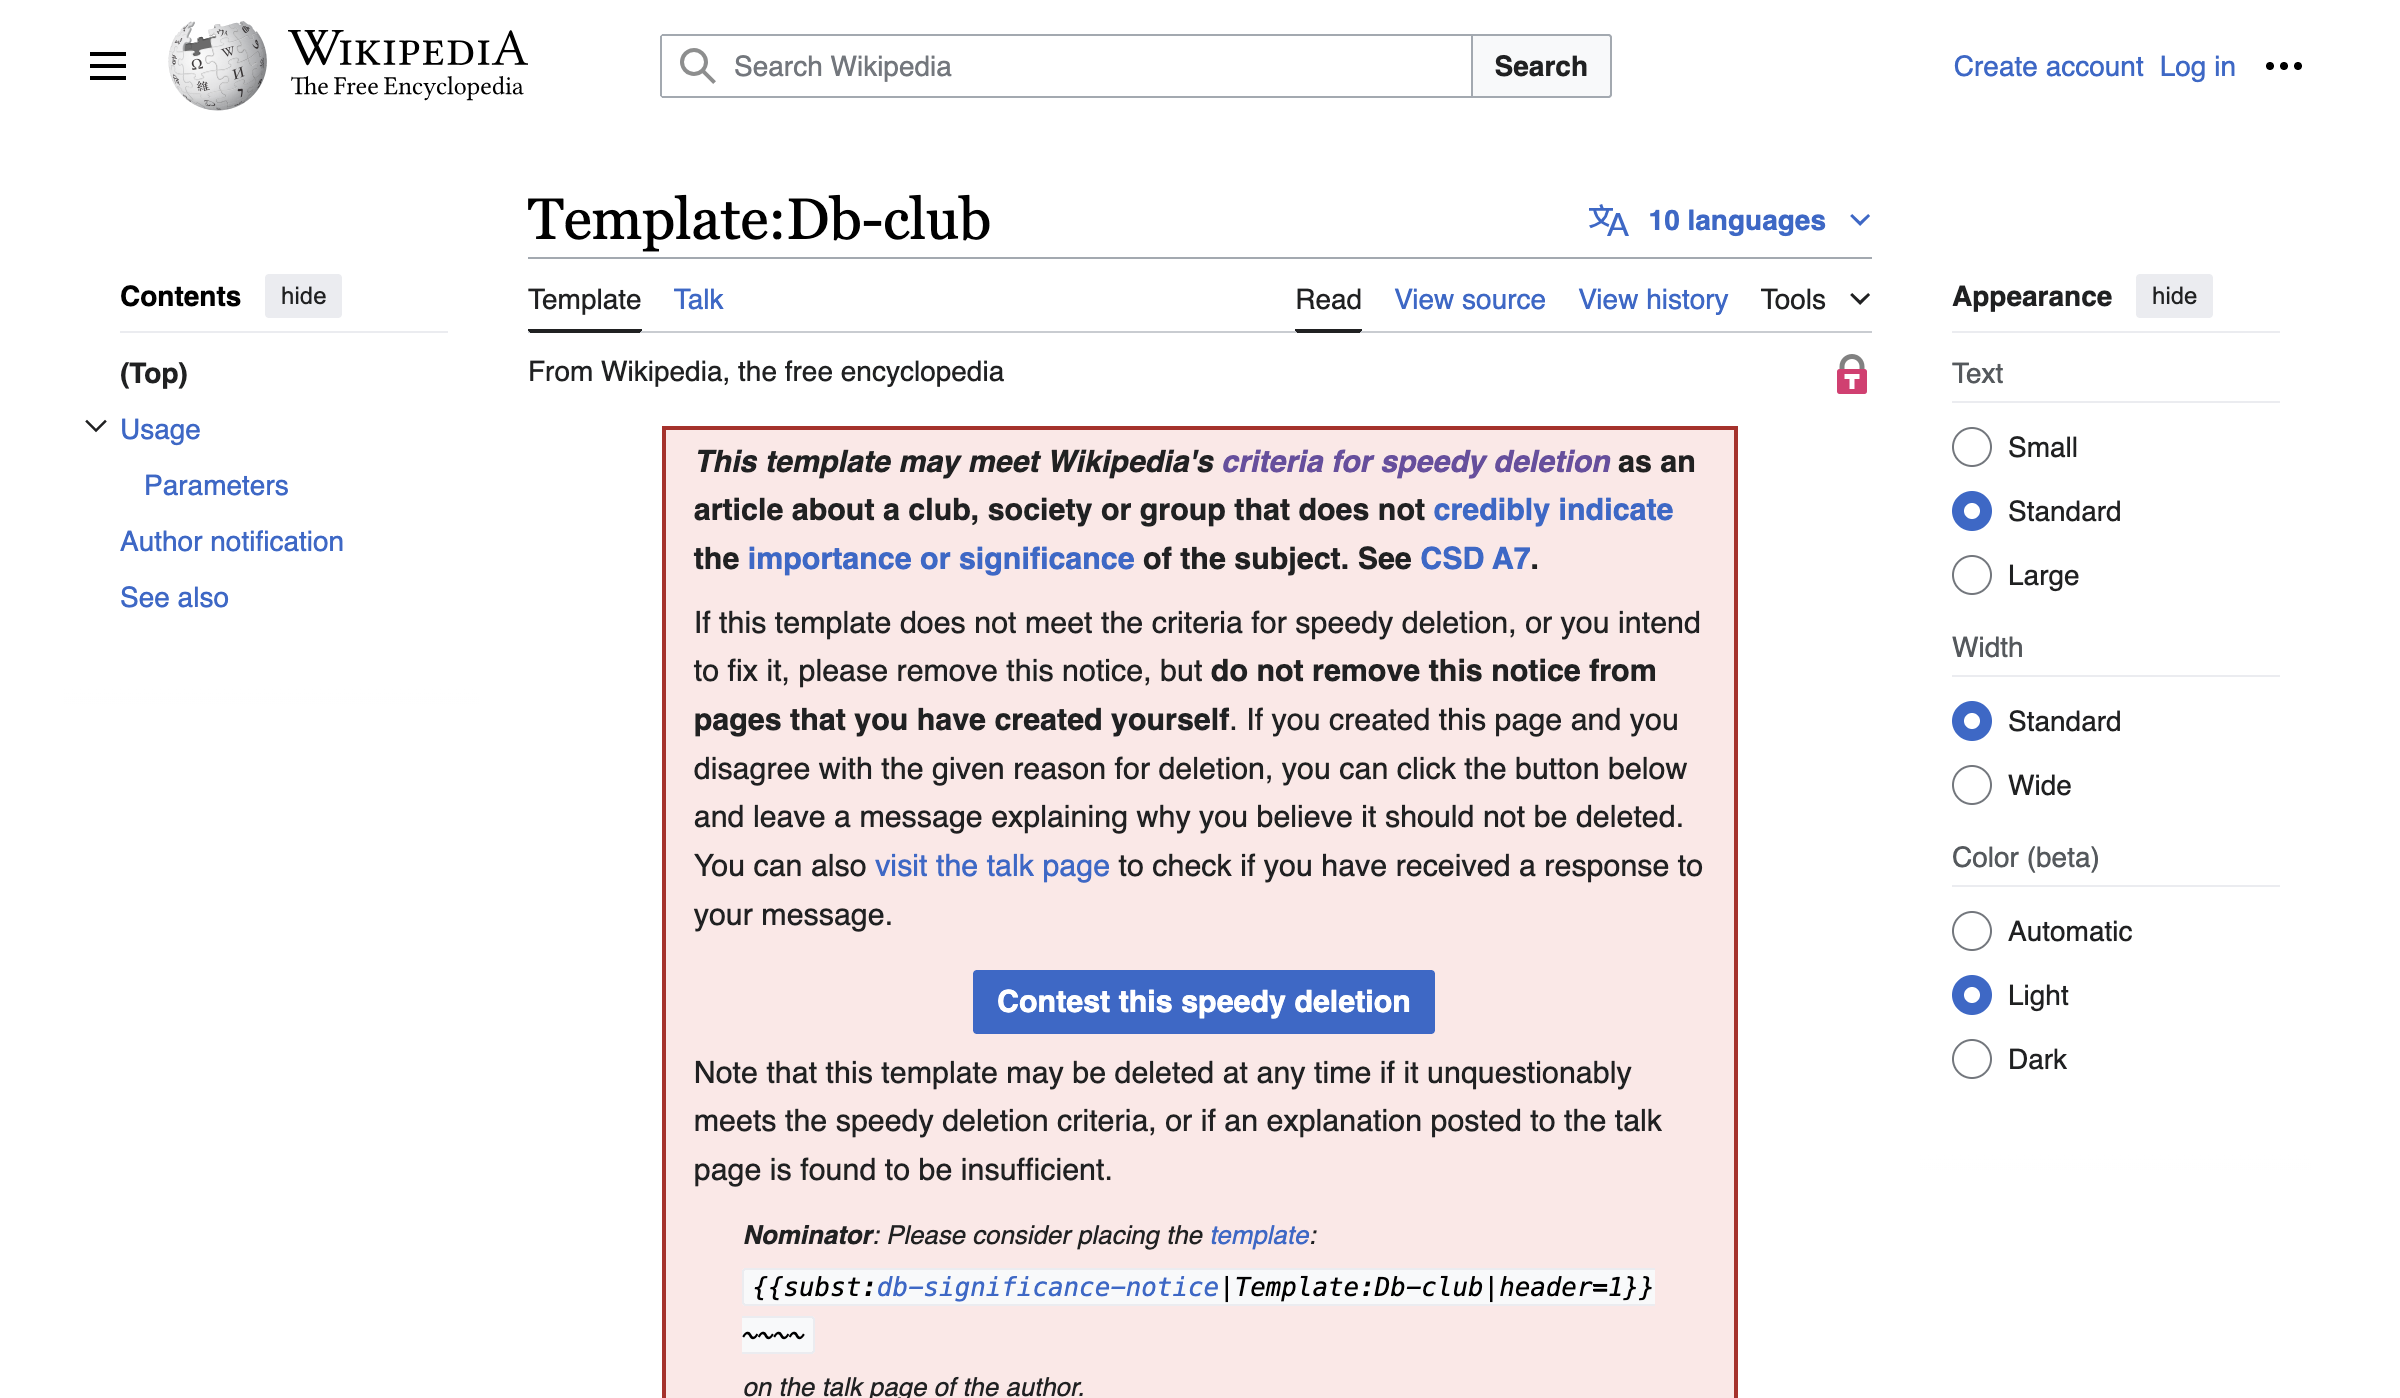 WIKIPEDIA
The Free Encyclopedia
Search Wikipedia
Search
Create account Log in
Template:Db-club
10 languages
Contents hide
(Top)
Usage
Parameters
Author notification
See also
Template Talk
Read View source View history Tools
From Wikipedia, the free encyclopedia
This template may meet Wikipedia's criteria for speedy deletion as an
article about a club, society or group that does not credibly indicate
the importance or significance of the subject. See CSD A7.
If this template does not meet the criteria for speedy deletion, or you intend
to fix it, please remove this notice, but do not remove this notice from
pages that you have created yourself. If you created this page and you
disagree with the given reason for deletion, you can click the button below
and leave a message explaining why you believe it should not be deleted.
You can also visit the talk page to check if you have received a response to
your message.
Contest this speedy deletion
Note that this template may be deleted at any time if it unquestionably
meets the speedy deletion criteria, or if an explanation posted to the talk
page is found to be insufficient.
Nominator: Please consider placing the template:
{{subst:db-significance-notice|Template:Db-club|header=1}}
~~~~
on the talk page of the author.
Appearance hide
Text
Small
Standard
Large
Width
Standard
Wide
Color (beta)
Automatic
Light
Dark